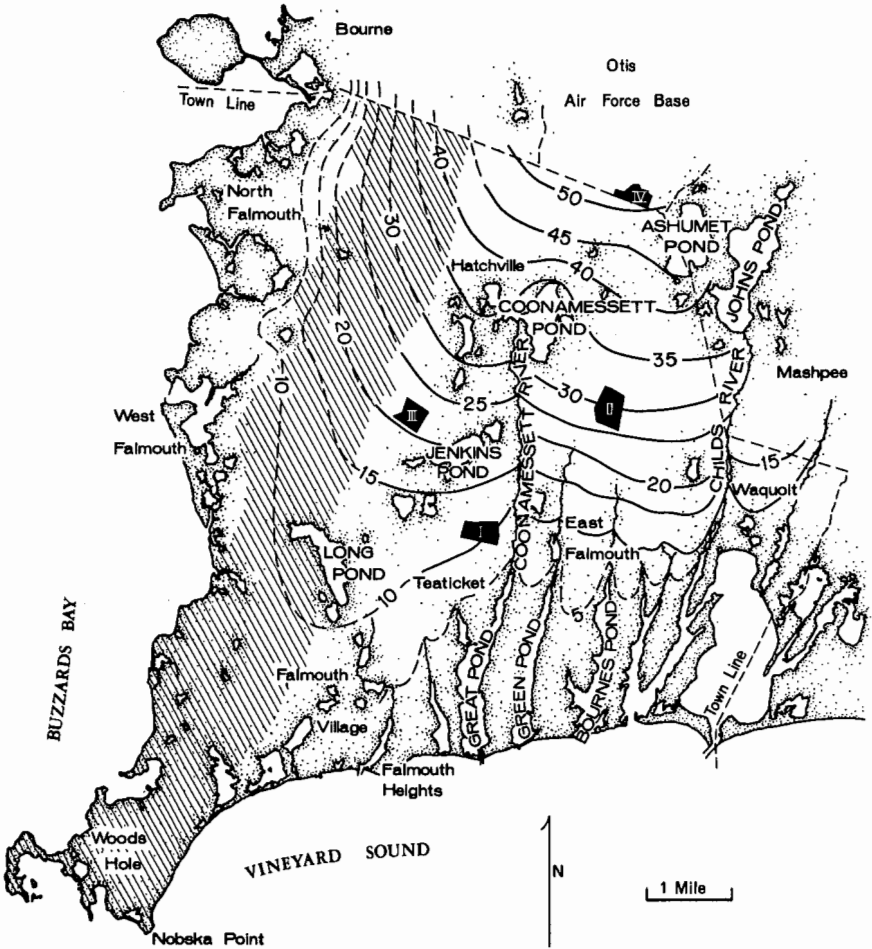 Bourne
Otis
Air Force Base
Town Line
IV
50
40
North
Falmouth
ASHUMET
POND
45
30
Hatchville
40
JOHNS POND
COONAMESSETT
POND
20
35
10
COONAMESSETT RIVER
CHILDS RIVER
Mashpee
30
25
II
West
Falmouth
III
JENKINS
POND
15
15
20
Waquoit
I
East
Falmouth
LONG
POND
Teaticket
10
5
BUZZARDS BAY
Falmouth
Village
GREAT POND
GREEN POND
BOURNES POND
Town Line
Falmouth
Heights
Woods
Hole
VINEYARD SOUND
N
1 Mile
Nobska Point